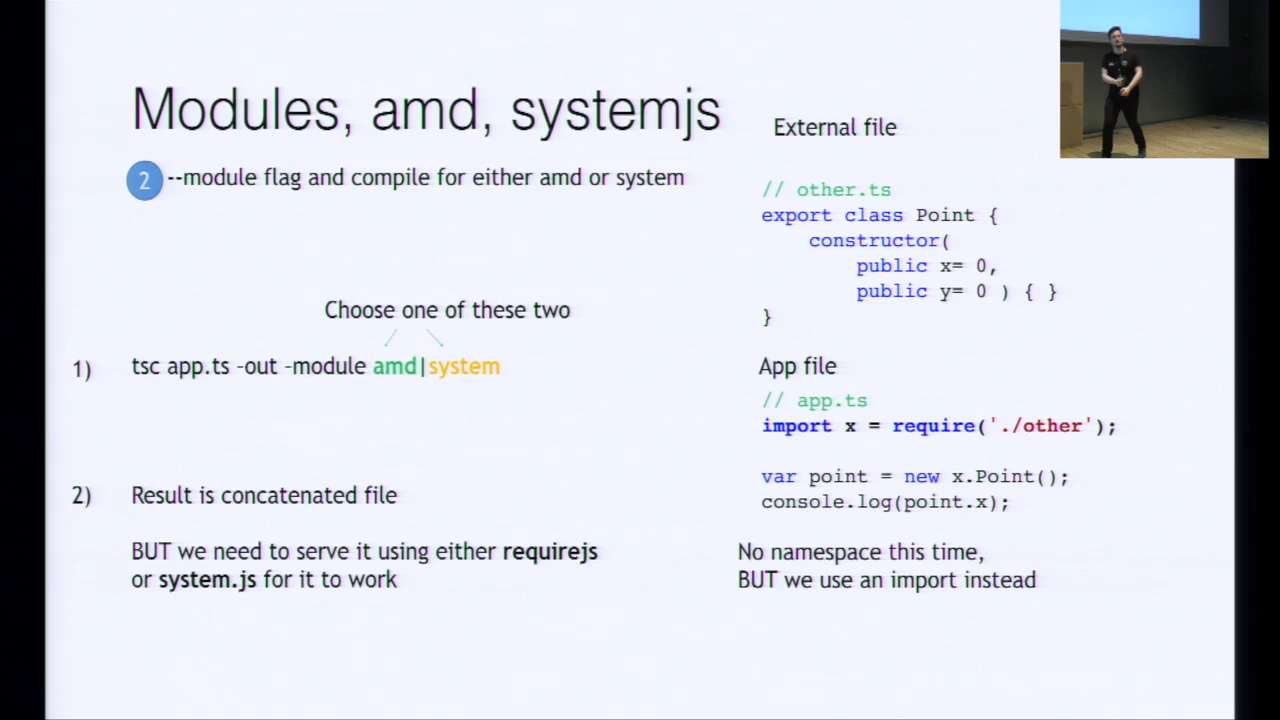 Modules, amd, systemjs
2 --module flag and compile for either amd or system
Choose one of these two
1) tsc app.ts –out –module amd|system
2) Result is concatenated file
BUT we need to serve it using either requirejs
or system.js for it to work
External file
// other.ts
export class Point {
    constructor(
        public x= 0,
        public y= 0 ) { }
}
App file
// app.ts
import x = require('./other');
var point = new x.Point();
console.log(point.x);
No namespace this time,
BUT we use an import instead